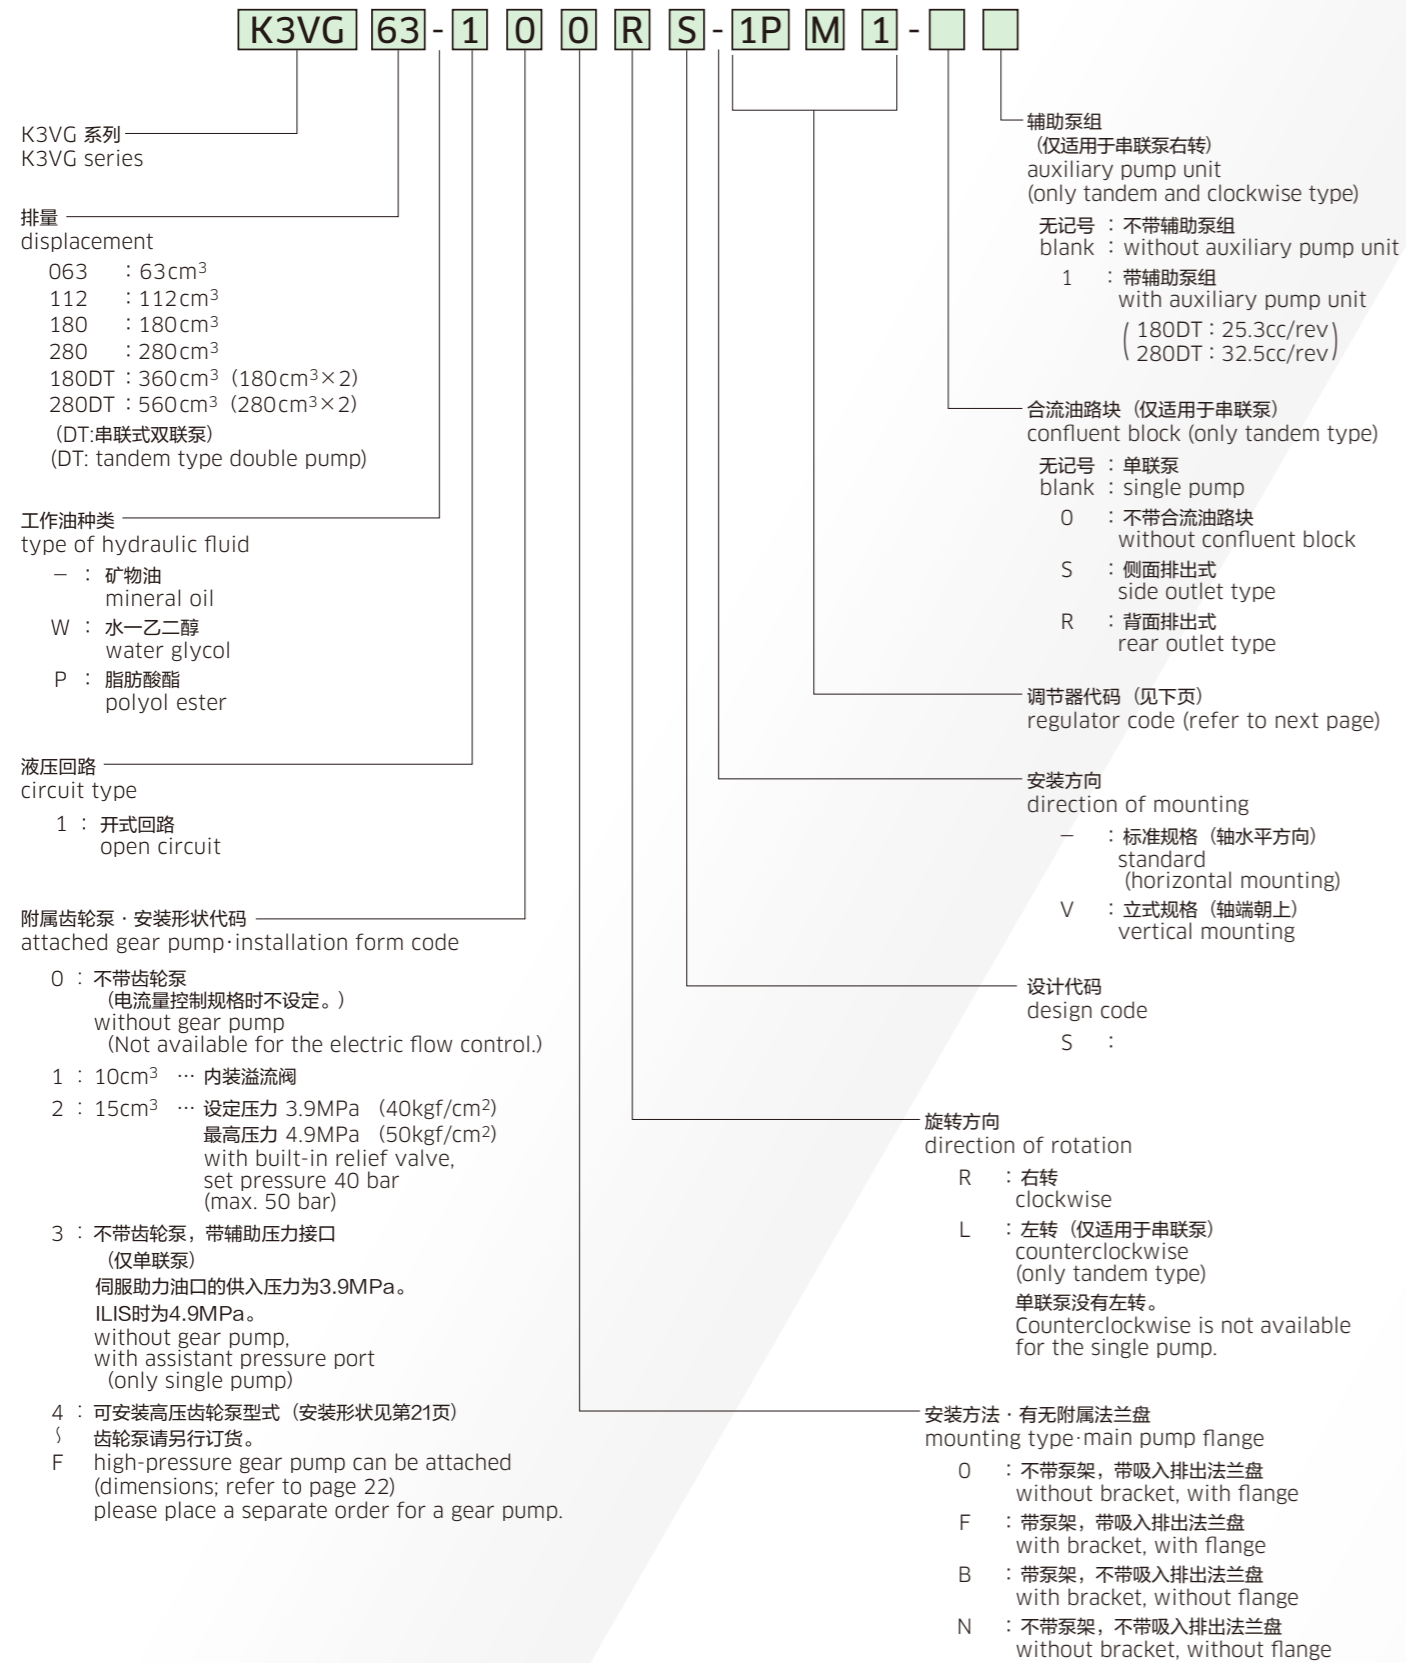 K3VG 63 - 1 0 0 R S - 1P M 1 -
K3VG 系列
K3VG series
排量
displacement
063 : 63cm³
112 : 112cm³
180 : 180cm³
280 : 280cm³
180DT : 360cm³ (180cm³×2)
280DT : 560cm³ (280cm³×2)
(DT:串联式双联泵)
(DT: tandem type double pump)
工作油种类
type of hydraulic fluid
— : 矿物油
mineral oil
W : 水一乙二醇
water glycol
P : 脂肪酸酯
polyol ester
液压回路
circuit type
1 : 开式回路
open circuit
附属齿轮泵·安装形状代码
attached gear pump·installation form code
0 : 不带齿轮泵
(电流量控制规格时不设定。)
without gear pump
(Not available for the electric flow control.)
1 : 10cm³ … 内装溢流阀
2 : 15cm³ … 设定压力 3.9MPa (40kgf/cm²)
最高压力 4.9MPa (50kgf/cm²)
with built-in relief valve,
set pressure 40 bar
(max. 50 bar)
3 : 不带齿轮泵，带辅助压力接口
(仅单联泵)
伺服助力油口的供入压力为3.9MPa。
ILIS时为4.9MPa。
without gear pump,
with assistant pressure port
(only single pump)
4 : 可安装高压齿轮泵型式（安装形状见第21页）
〜 齿轮泵请另行订货。
F high-pressure gear pump can be attached
(dimensions; refer to page 22)
please place a separate order for a gear pump.
辅助泵组
(仅适用于串联泵右转)
auxiliary pump unit
(only tandem and clockwise type)
无记号 : 不带辅助泵组
blank : without auxiliary pump unit
1 : 带辅助泵组
with auxiliary pump unit
(180DT : 25.3cc/rev
280DT : 32.5cc/rev)
合流油路块（仅适用于串联泵）
confluent block (only tandem type)
无记号 : 单联泵
blank : single pump
0 : 不带合流油路块
without confluent block
S : 侧面排出式
side outlet type
R : 背面排出式
rear outlet type
调节器代码（见下页）
regulator code (refer to next page)
安装方向
direction of mounting
— : 标准规格（轴水平方向）
standard
(horizontal mounting)
V : 立式规格（轴端朝上）
vertical mounting
设计代码
design code
S :
旋转方向
direction of rotation
R : 右转
clockwise
L : 左转（仅适用于串联泵）
counterclockwise
(only tandem type)
单联泵没有左转。
Counterclockwise is not available
for the single pump.
安装方法·有无附属法兰盘
mounting type·main pump flange
0 : 不带泵架，带吸入排出法兰盘
without bracket, with flange
F : 带泵架，带吸入排出法兰盘
with bracket, with flange
B : 带泵架，不带吸入排出法兰盘
with bracket, without flange
N : 不带泵架，不带吸入排出法兰盘
without bracket, without flange